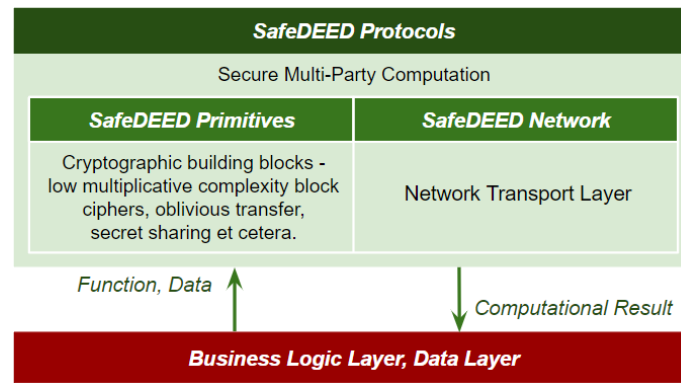 SafeDEED Protocols
Secure Multi-Party Computation
SafeDEED Primitives
Cryptographic building blocks -
low multiplicative complexity block
ciphers, oblivious transfer,
secret sharing et cetera.
SafeDEED Network
Network Transport Layer
Function, Data
Computational Result
Business Logic Layer, Data Layer